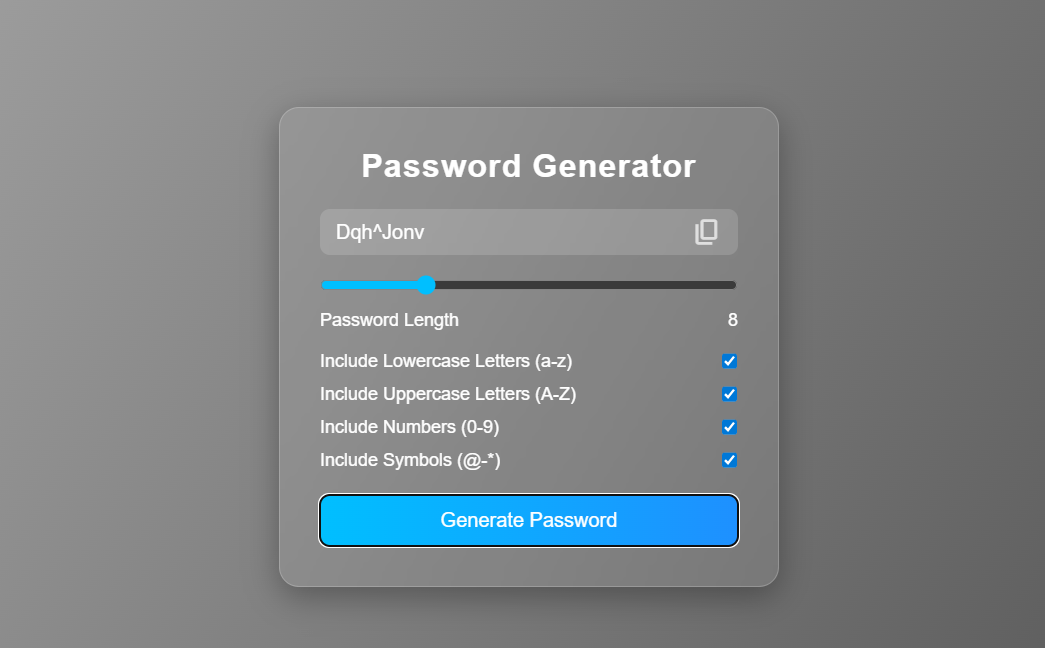 Password Generator
Dqh^Jonv
Password Length 8
Include Lowercase Letters (a-z)
Include Uppercase Letters (A-Z)
Include Numbers (0-9)
Include Symbols (@-*)
Generate Password